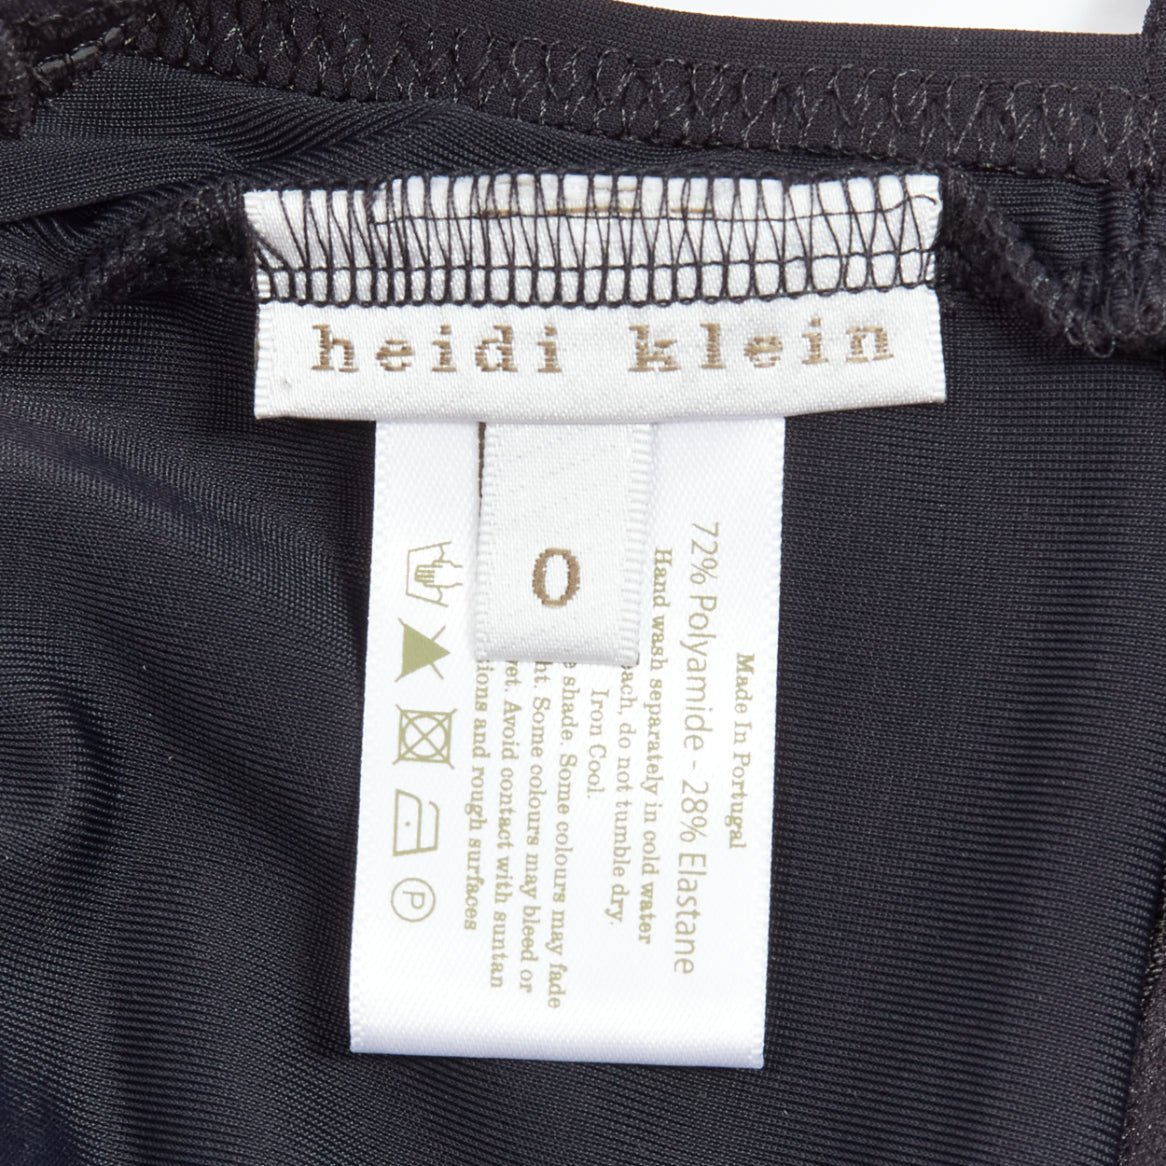 heidi klein
0
Made In Portugal
72% Polyamide - 28% Elastane
Hand wash separately in cold water
do not tumble dry.
Iron Cool.
shade. Some colours may fade
Some colours may bleed or
Avoid contact with suntan
and rough surfaces
P